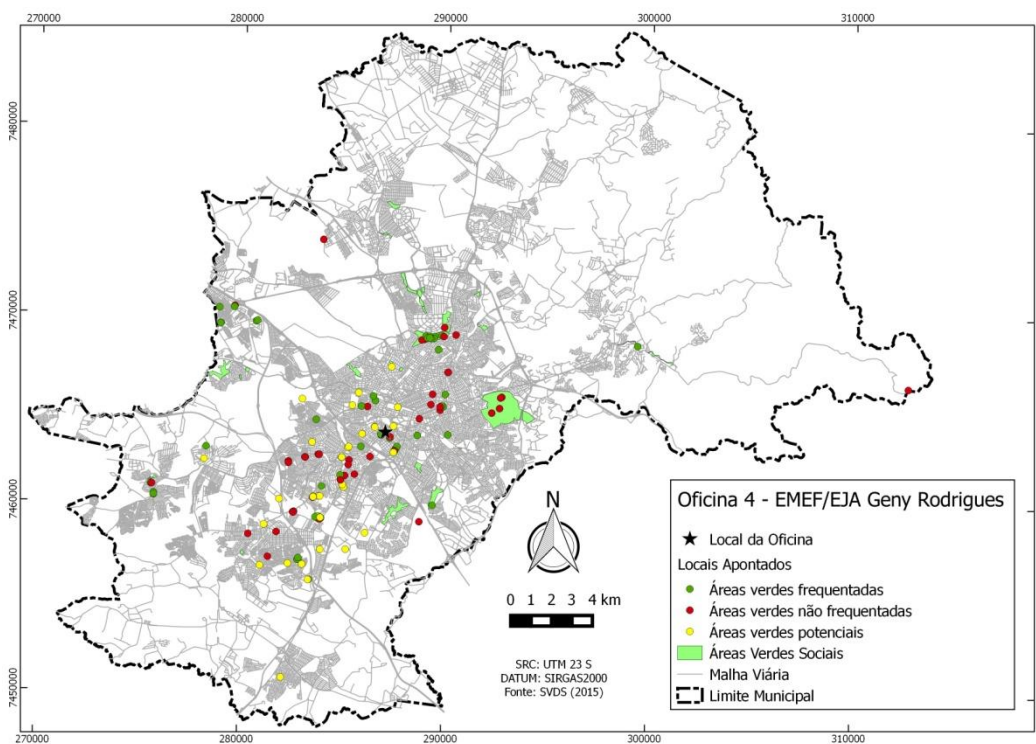 270000 280000 290000 300000 310000
7480000
7470000
7460000
7450000
N
0 1 2 3 4 km
SRC: UTM 23 S
DATUM: SIRGAS2000
Fonte: SVDS (2015)
Oficina 4 - EMEF/EJA Geny Rodrigues
Local da Oficina
Locais Apontados
Áreas verdes frequentadas
Áreas verdes não frequentadas
Áreas verdes potenciais
Áreas Verdes Sociais
Malha Viária
Limite Municipal
270000 280000 290000 300000 310000